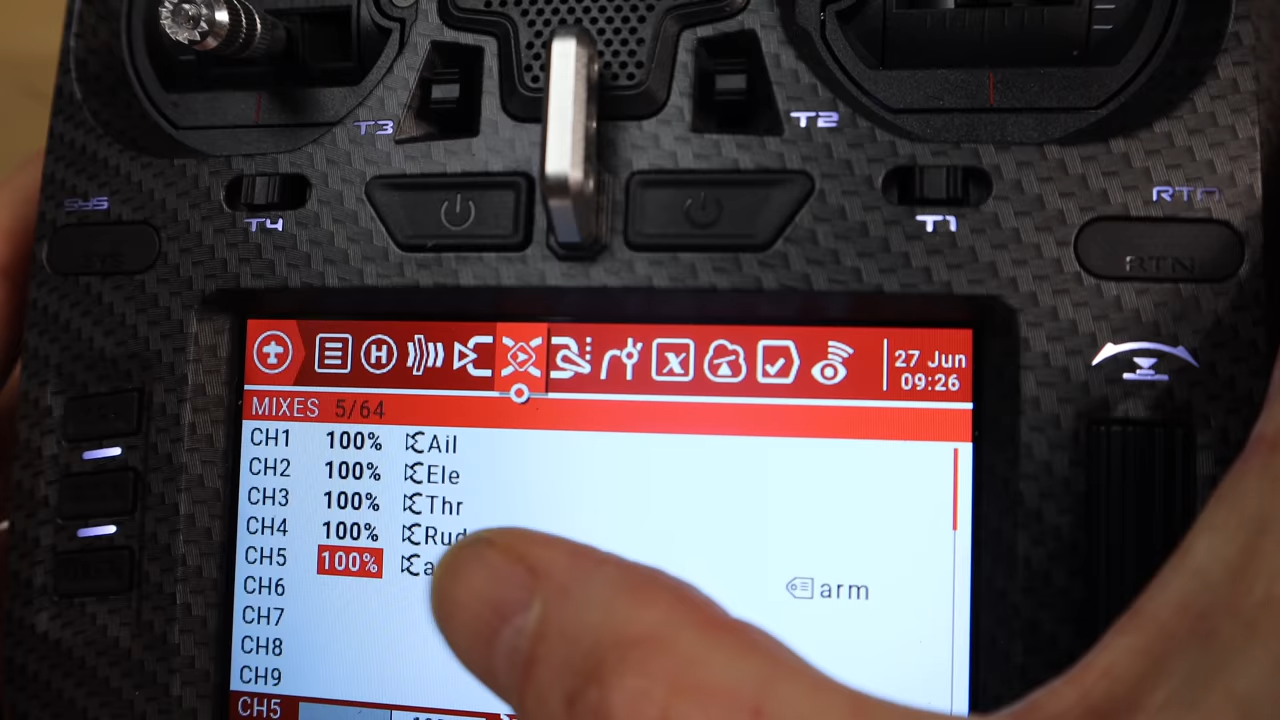 T3
T2
SYS
T4
T1
RTN
RTN
H
x
27 Jun
09:26
MIXES 5/64
CH1 100% Ail
CH2 100% Ele
CH3 100% Thr
CH4 100% Rud
CH5 100% a
CH6 arm
CH7
CH8
CH9
CH5